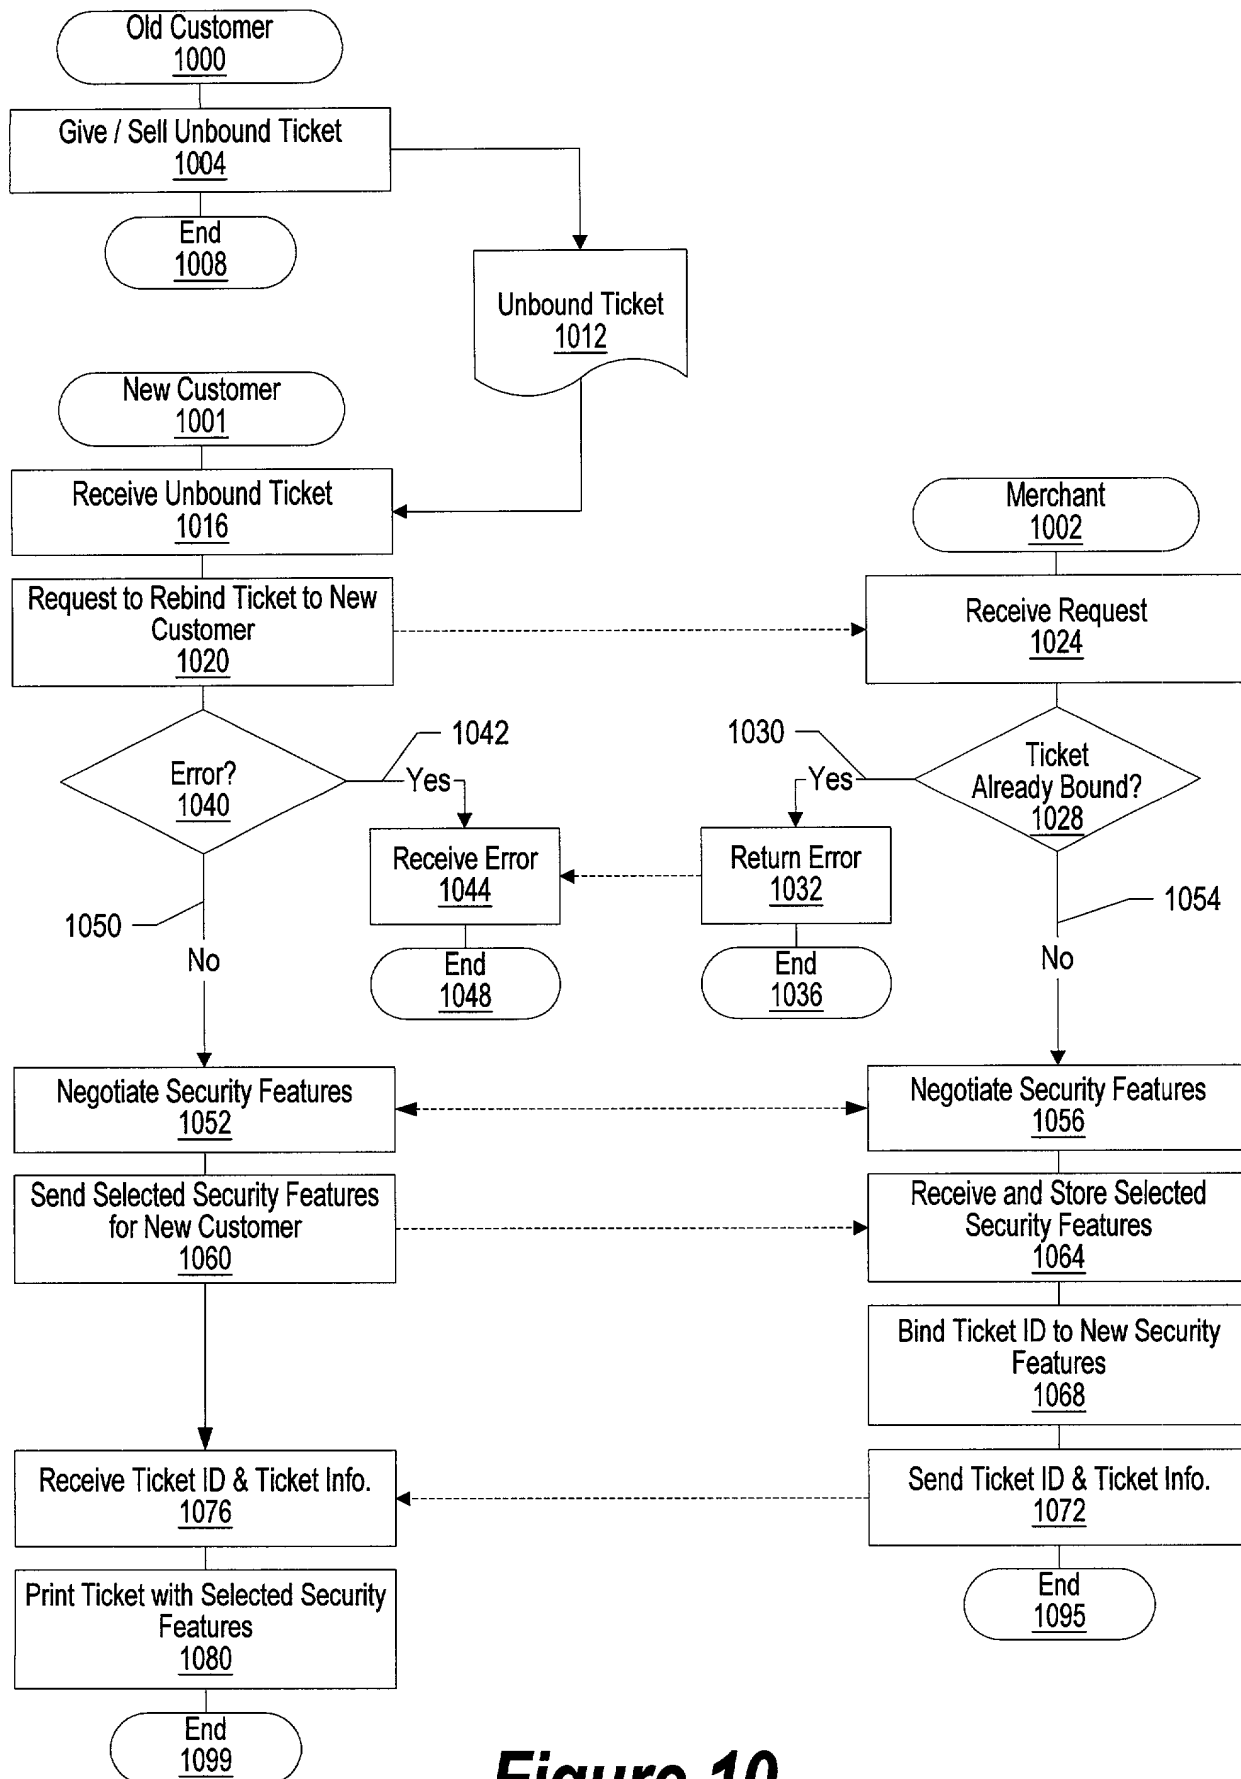 Old Customer
1000
Give / Sell Unbound Ticket
1004
End
1008
Unbound Ticket
1012
New Customer
1001
Receive Unbound Ticket
1016
Merchant
1002
Request to Rebind Ticket to New
Customer
1020
Receive Request
1024
Error?
1040
1042
Yes
1030
Yes
Ticket
Already Bound?
1028
Receive Error
1044
Return Error
1032
1050
No
1054
No
End
1048
End
1036
Negotiate Security Features
1052
Negotiate Security Features
1056
Send Selected Security Features
for New Customer
1060
Receive and Store Selected
Security Features
1064
Bind Ticket ID to New Security
Features
1068
Receive Ticket ID & Ticket Info.
1076
Send Ticket ID & Ticket Info.
1072
Print Ticket with Selected Security
Features
1080
End
1095
End
1099
Figure 10